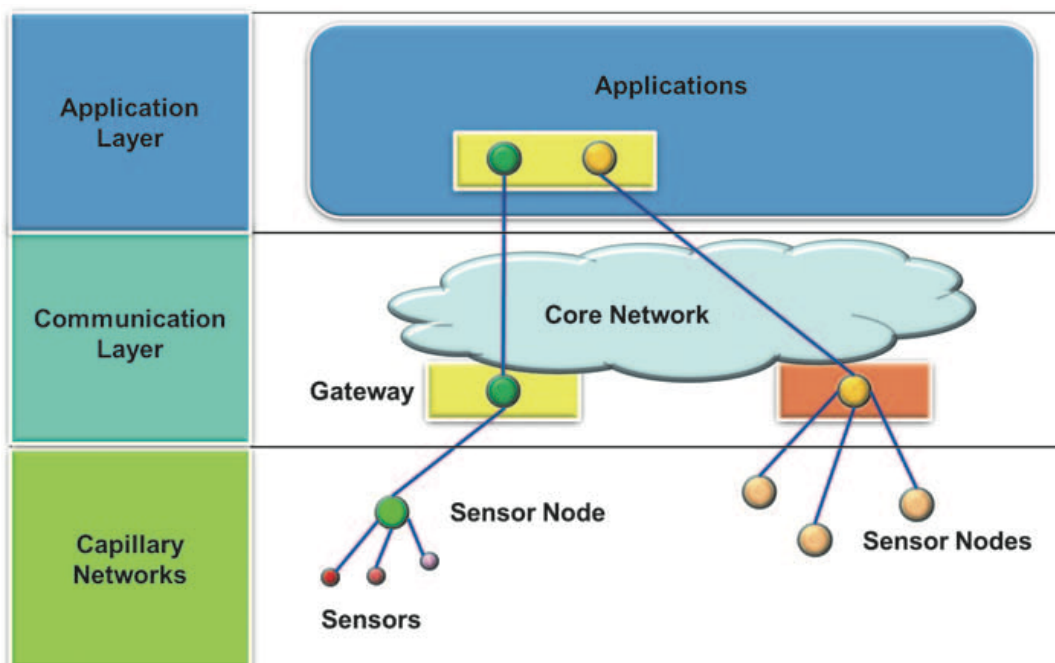 Application
Layer
Applications
Communication
Layer
Core Network
Gateway
Capillary
Networks
Sensor Node
Sensors
Sensor Nodes